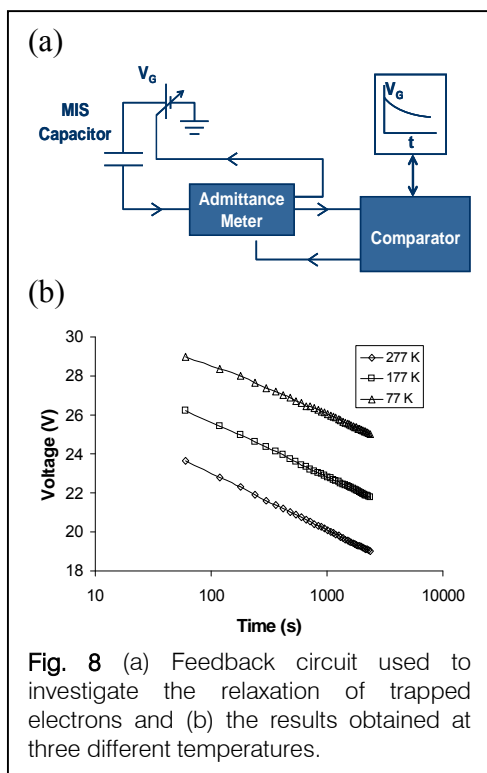 (a)
V_G
MIS
Capacitor
Admittance
Meter
V_G
t
Comparator
(b)
30
28
26
24
22
20
18
10
100
1000
10000
Voltage (V)
Time (s)
277 K
177 K
77 K
Fig. 8 (a) Feedback circuit used to
investigate the relaxation of trapped
electrons and (b) the results obtained at
three different temperatures.